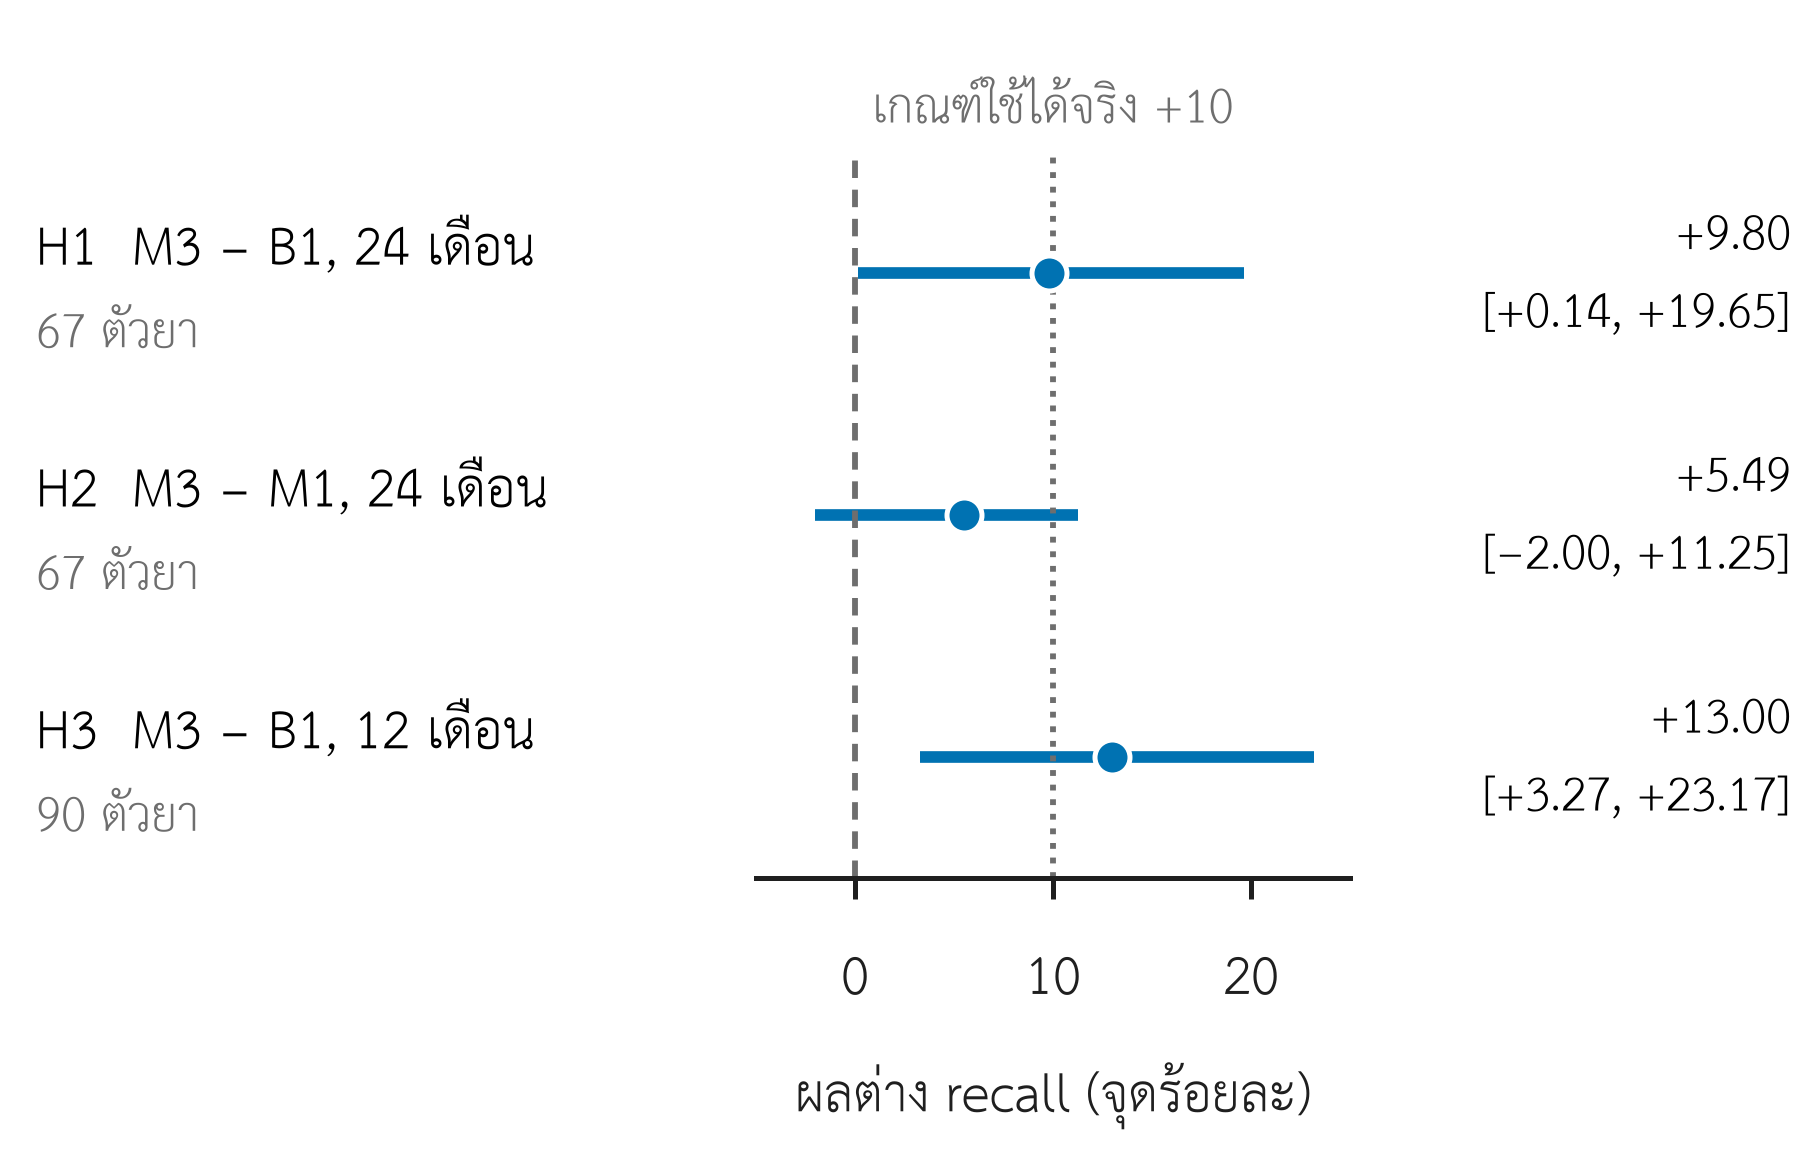 เกณฑ์ใช้ได้จริง +10
H1 M3 – B1, 24 เดือน
67 ตัวยา
+9.80
[+0.14, +19.65]
H2 M3 – M1, 24 เดือน
67 ตัวยา
+5.49
[−2.00, +11.25]
H3 M3 – B1, 12 เดือน
90 ตัวยา
+13.00
[+3.27, +23.17]
0 10 20
ผลต่าง recall (จุดร้อยละ)